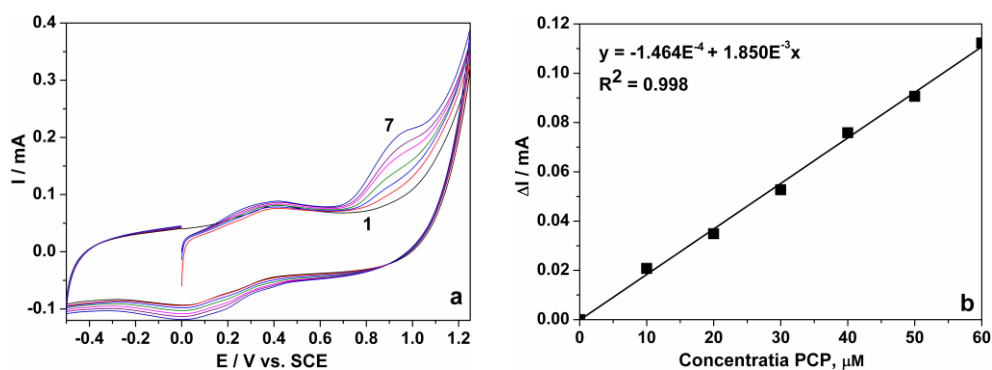 0.4
0.3
0.2
0.1
0.0
-0.1
I / mA
7
1
a
-0.4 -0.2 0.0 0.2 0.4 0.6 0.8 1.0 1.2
E / V vs. SCE
0.12
0.10
0.08
0.06
0.04
0.02
0.00
ΔI / mA
y = -1.464E⁻⁴ + 1.850E⁻³x
R² = 0.998
b
0 10 20 30 40 50 60
Concentratia PCP, μM